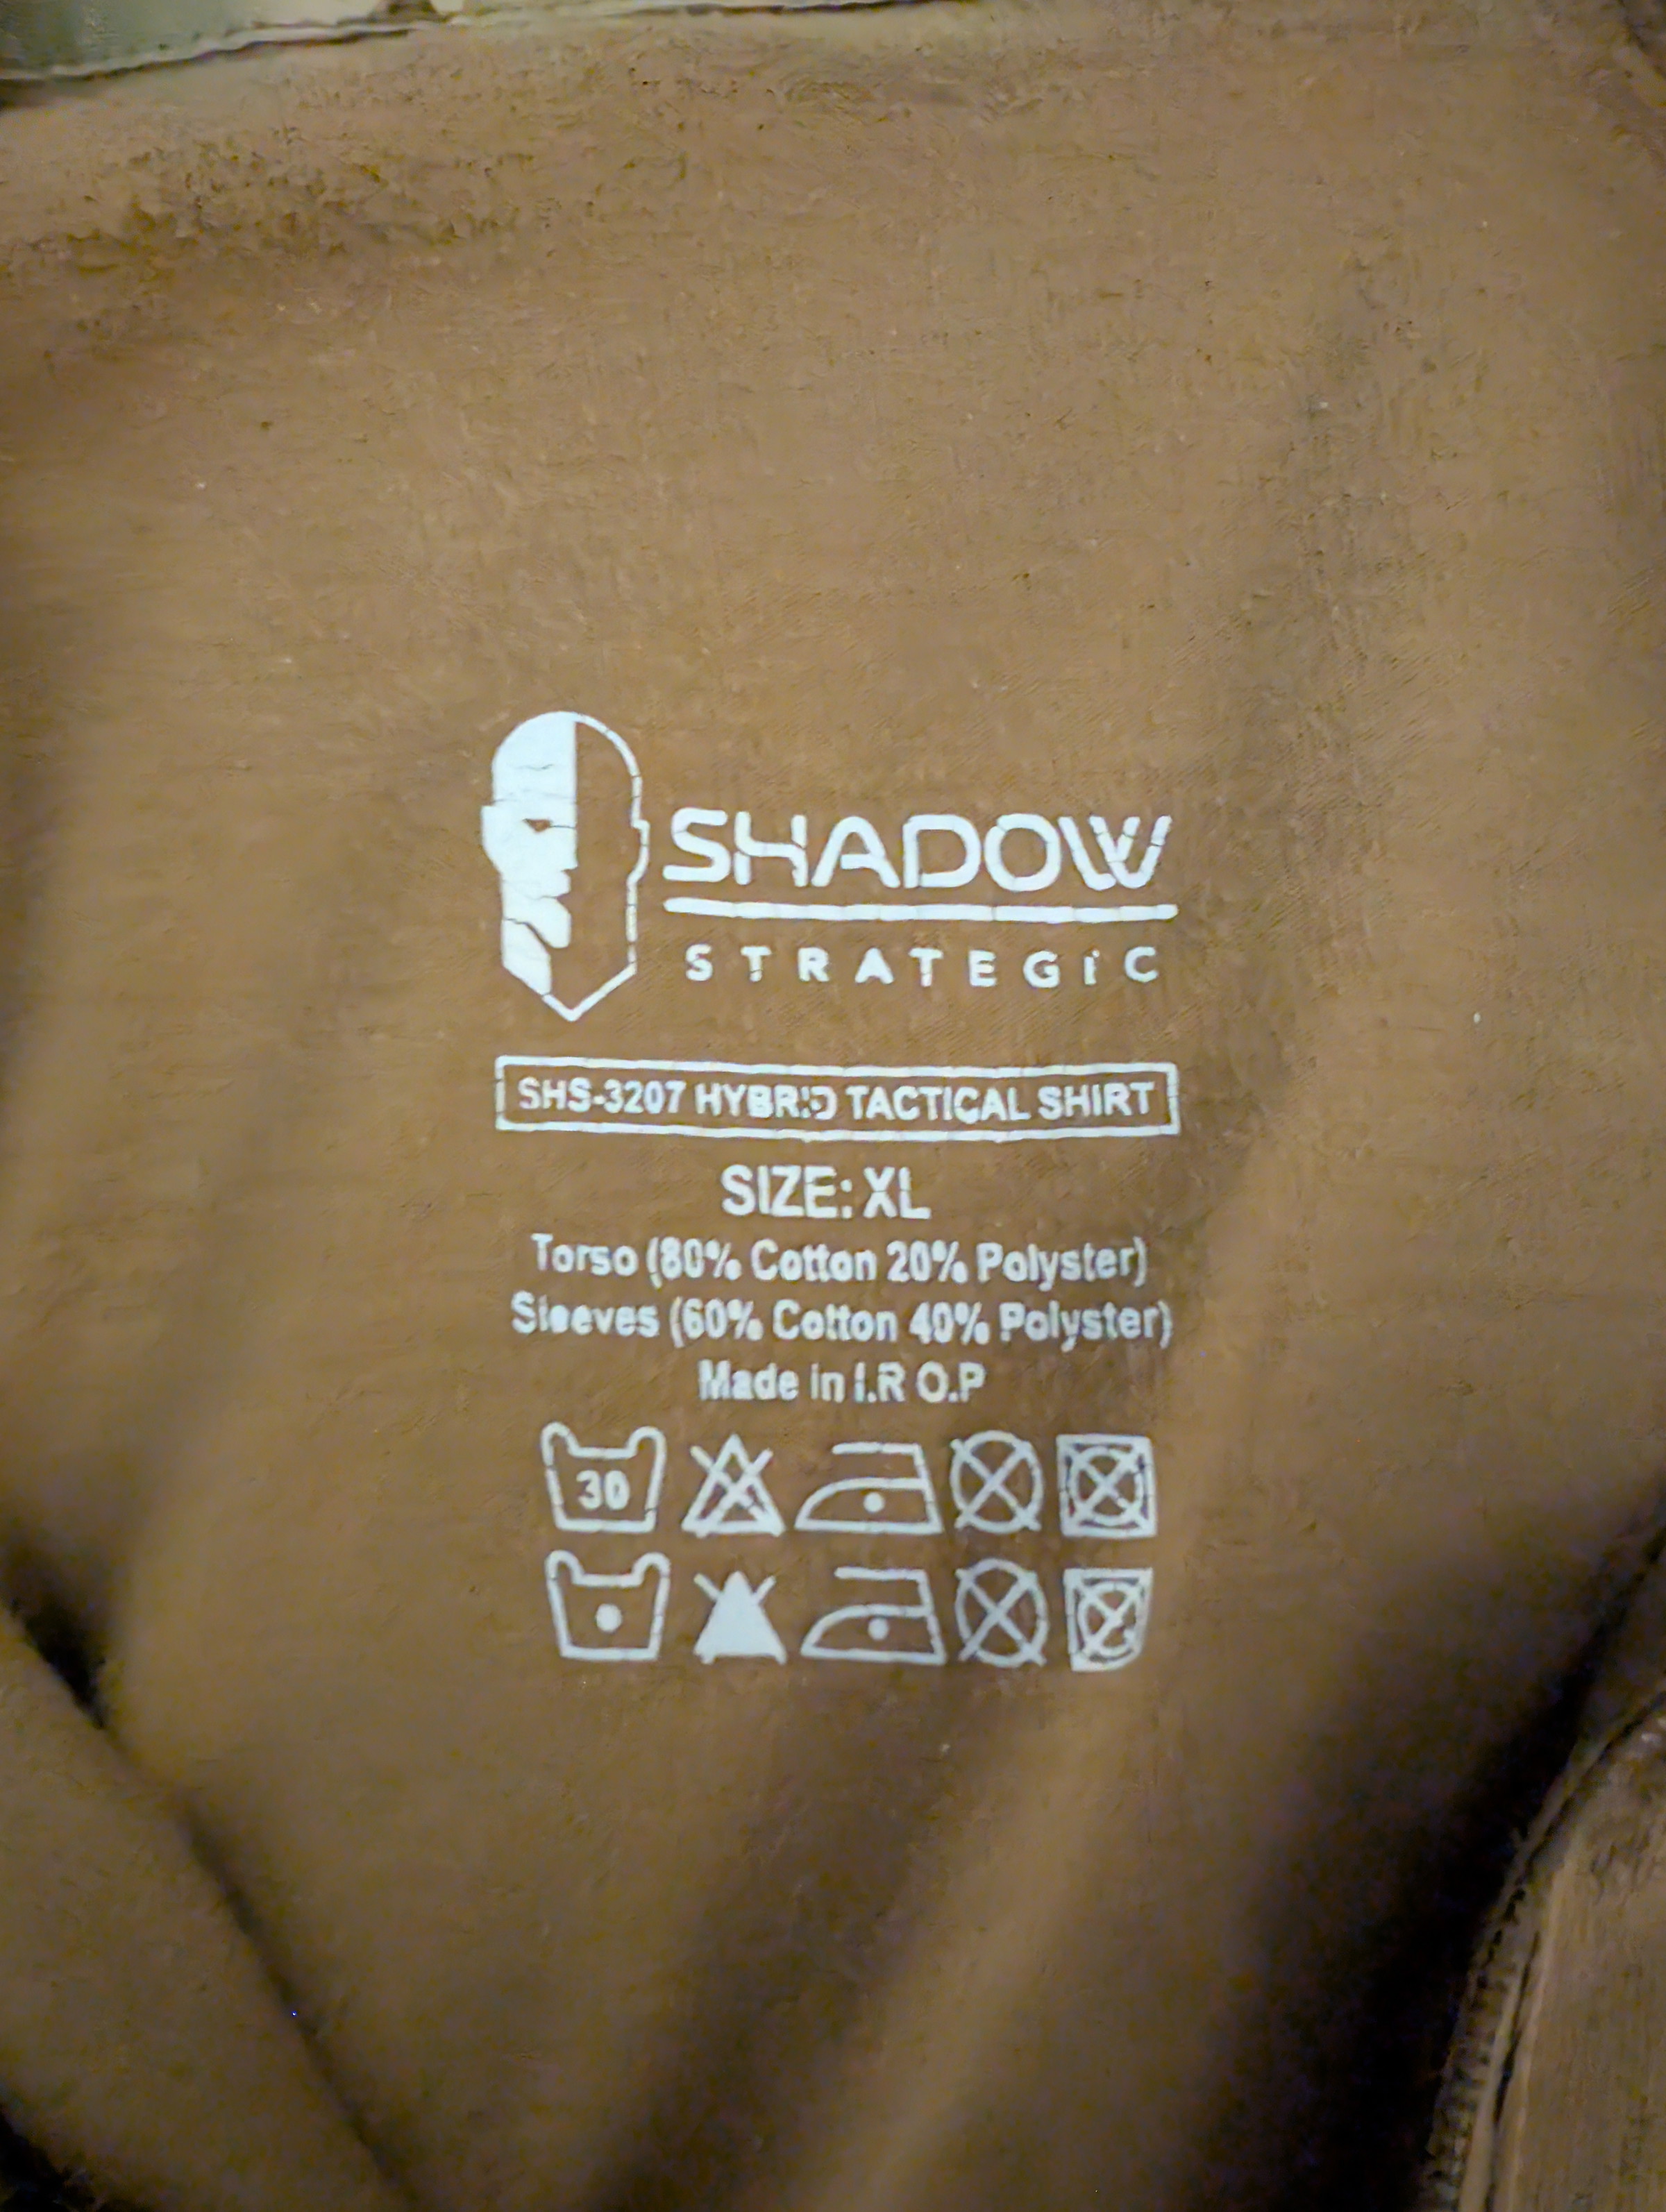 SHADOW
STRATEGIC
SHS-3207 HYBRID TACTICAL SHIRT
SIZE: XL
Torso (80% Cotton 20% Polyster)
Sleeves (60% Cotton 40% Polyster)
Made in I.R O.P
30